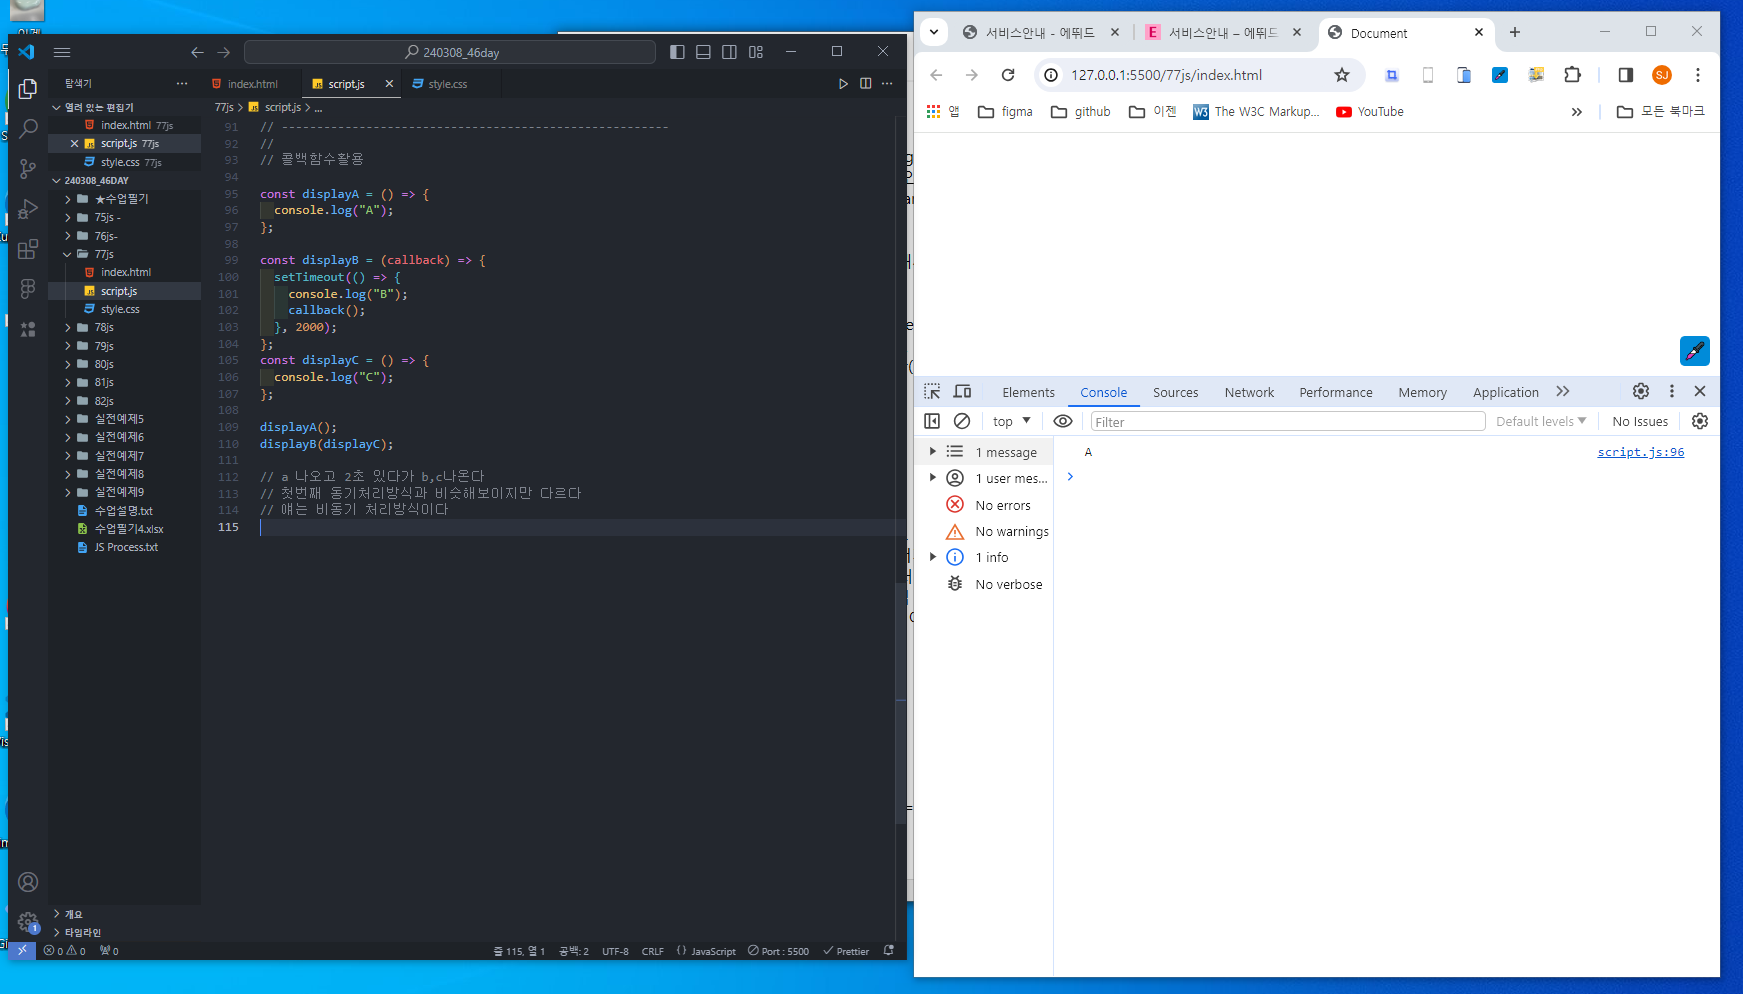 240308_46day
탐색기
index.html
script.js
style.css
열려 있는 편집기
index.html 77js
script.js 77js
style.css 77js
240308_46DAY
★수업필기
75js -
76js-
77js
index.html
script.js
style.css
78js
79js
80js
81js
82js
실전예제5
실전예제6
실전예제7
실전예제8
실전예제9
수업설명.txt
수업필기4.xlsx
JS Process.txt
개요
타임라인
77js > script.js > ...
91 // -------------------------------------------------------
92 //
93 // 콜백함수활용
94
95 const displayA = () => {
96 console.log("A");
97 };
98
99 const displayB = (callback) => {
100 setTimeout(() => {
101 console.log("B");
102 callback();
103 }, 2000);
104 };
105 const displayC = () => {
106 console.log("C");
107 };
108
109 displayA();
110 displayB(displayC);
111
112 // a 나오고 2초 있다가 b,c나온다
113 // 첫번째 동기처리방식과 비슷해보이지만 다르다
114 // 얘는 비동기 처리방식이다
115
1
0 0 0
줄 115, 열 1 공백: 2 UTF-8 CRLF {} JavaScript Port : 5500 Prettier
서비스안내 - 에뛰드
서비스안내 – 에뛰드
Document
127.0.0.1:5500/77js/index.html
SJ
앱 figma github 이젠 The W3C Markup... YouTube » 모든 북마크
Elements Console Sources Network Performance Memory Application
top Filter Default levels No Issues
1 message
1 user mes...
No errors
No warnings
1 info
No verbose
A script.js:96